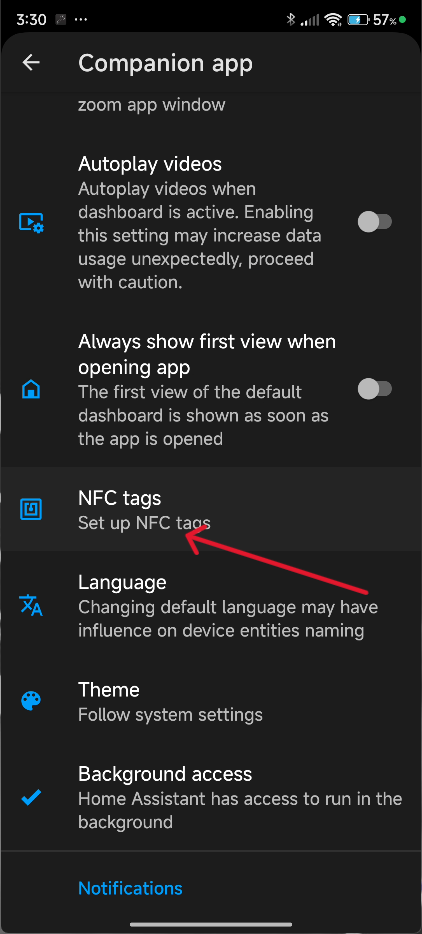 3:30
57%
Companion app
zoom app window
Autoplay videos
Autoplay videos when
dashboard is active. Enabling
this setting may increase data
usage unexpectedly, proceed
with caution.
Always show first view when
opening app
The first view of the default
dashboard is shown as soon as
the app is opened
NFC tags
Set up NFC tags
Language
Changing default language may have
influence on device entities naming
Theme
Follow system settings
Background access
Home Assistant has access to run in the
background
Notifications